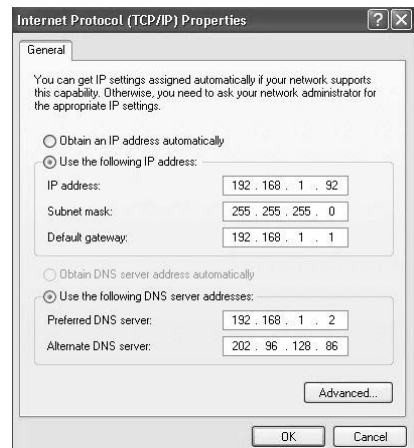 Internet Protocol (TCP/IP) Properties
General
You can get IP settings assigned automatically if your network supports
this capability. Otherwise, you need to ask your network administrator for
the appropriate IP settings.
Obtain an IP address automatically
Use the following IP address:
IP address: 192 . 168 . 1 . 92
Subnet mask: 255 . 255 . 255 . 0
Default gateway: 192 . 168 . 1 . 1
Obtain DNS server address automatically
Use the following DNS server addresses:
Preferred DNS server: 192 . 168 . 1 . 2
Alternate DNS server: 202 . 96 . 128 . 86
Advanced...
OK Cancel